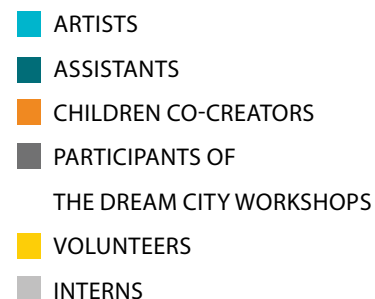 ARTISTS
ASSISTANTS
CHILDREN CO-CREATORS
PARTICIPANTS OF
THE DREAM CITY WORKSHOPS
VOLUNTEERS
INTERNS